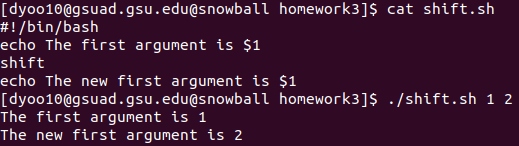 [dyoo10@gsuad.gsu.edu@snowball homework3]$ cat shift.sh
#!/bin/bash
echo The first argument is $1
shift
echo The new first argument is $1
[dyoo10@gsuad.gsu.edu@snowball homework3]$ ./shift.sh 1 2
The first argument is 1
The new first argument is 2